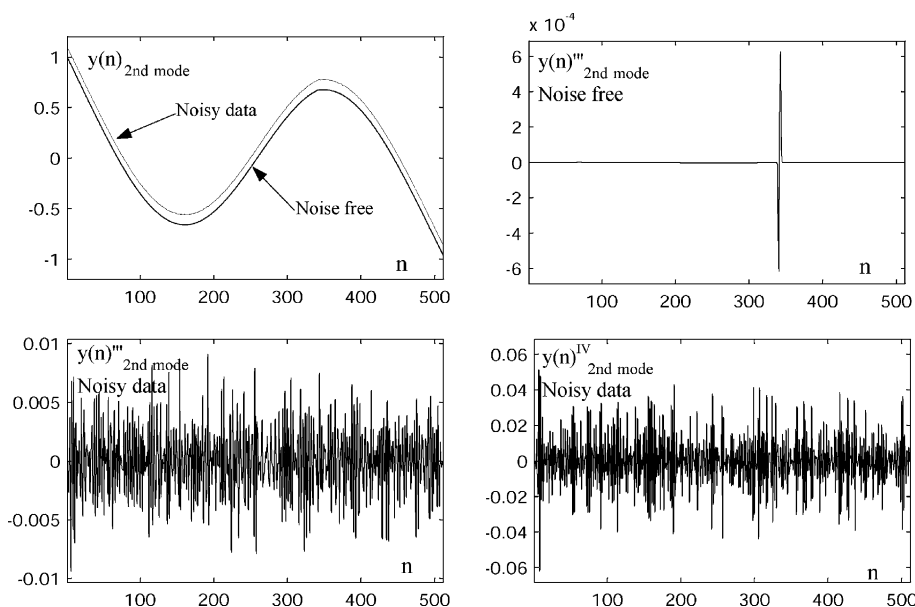 y(n) 2nd mode
Noisy data
Noise free
1
0.5
0
-0.5
-1
n
100 200 300 400 500
x 10-4
y(n)''' 2nd mode
Noise free
6
4
2
0
-2
-4
-6
n
100 200 300 400 500
y(n)''' 2nd mode
Noisy data
0.01
0.005
0
-0.005
-0.01
n
100 200 300 400 500
y(n)IV 2nd mode
Noisy data
0.06
0.04
0.02
0
-0.02
-0.04
-0.06
n
100 200 300 400 500